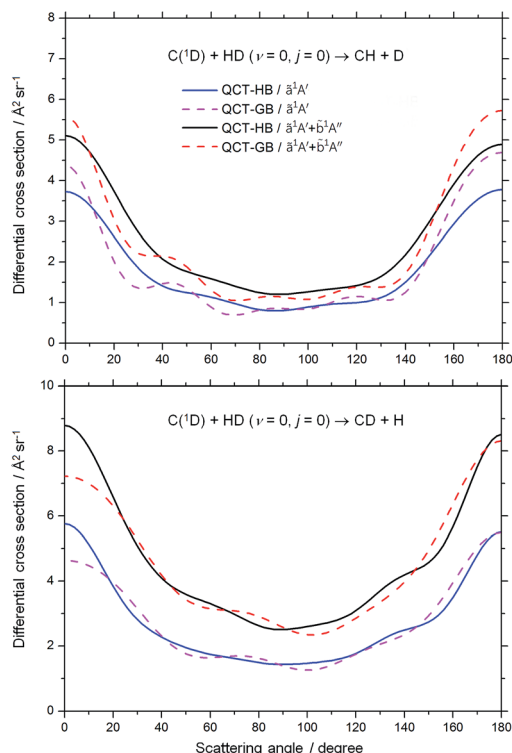 8
7
6
5
4
3
2
1
0
Differential cross section / Å² sr⁻¹
C(¹D) + HD (ν = 0, j = 0) → CH + D
QCT-HB / ã¹A′
QCT-GB / ã¹A′
QCT-HB / ã¹A′+b̃¹A″
QCT-GB / ã¹A′+b̃¹A″
0 20 40 60 80 100 120 140 160 180
10
8
6
4
2
0
Differential cross section / Å² sr⁻¹
C(¹D) + HD (ν = 0, j = 0) → CD + H
0 20 40 60 80 100 120 140 160 180
Scattering angle / degree